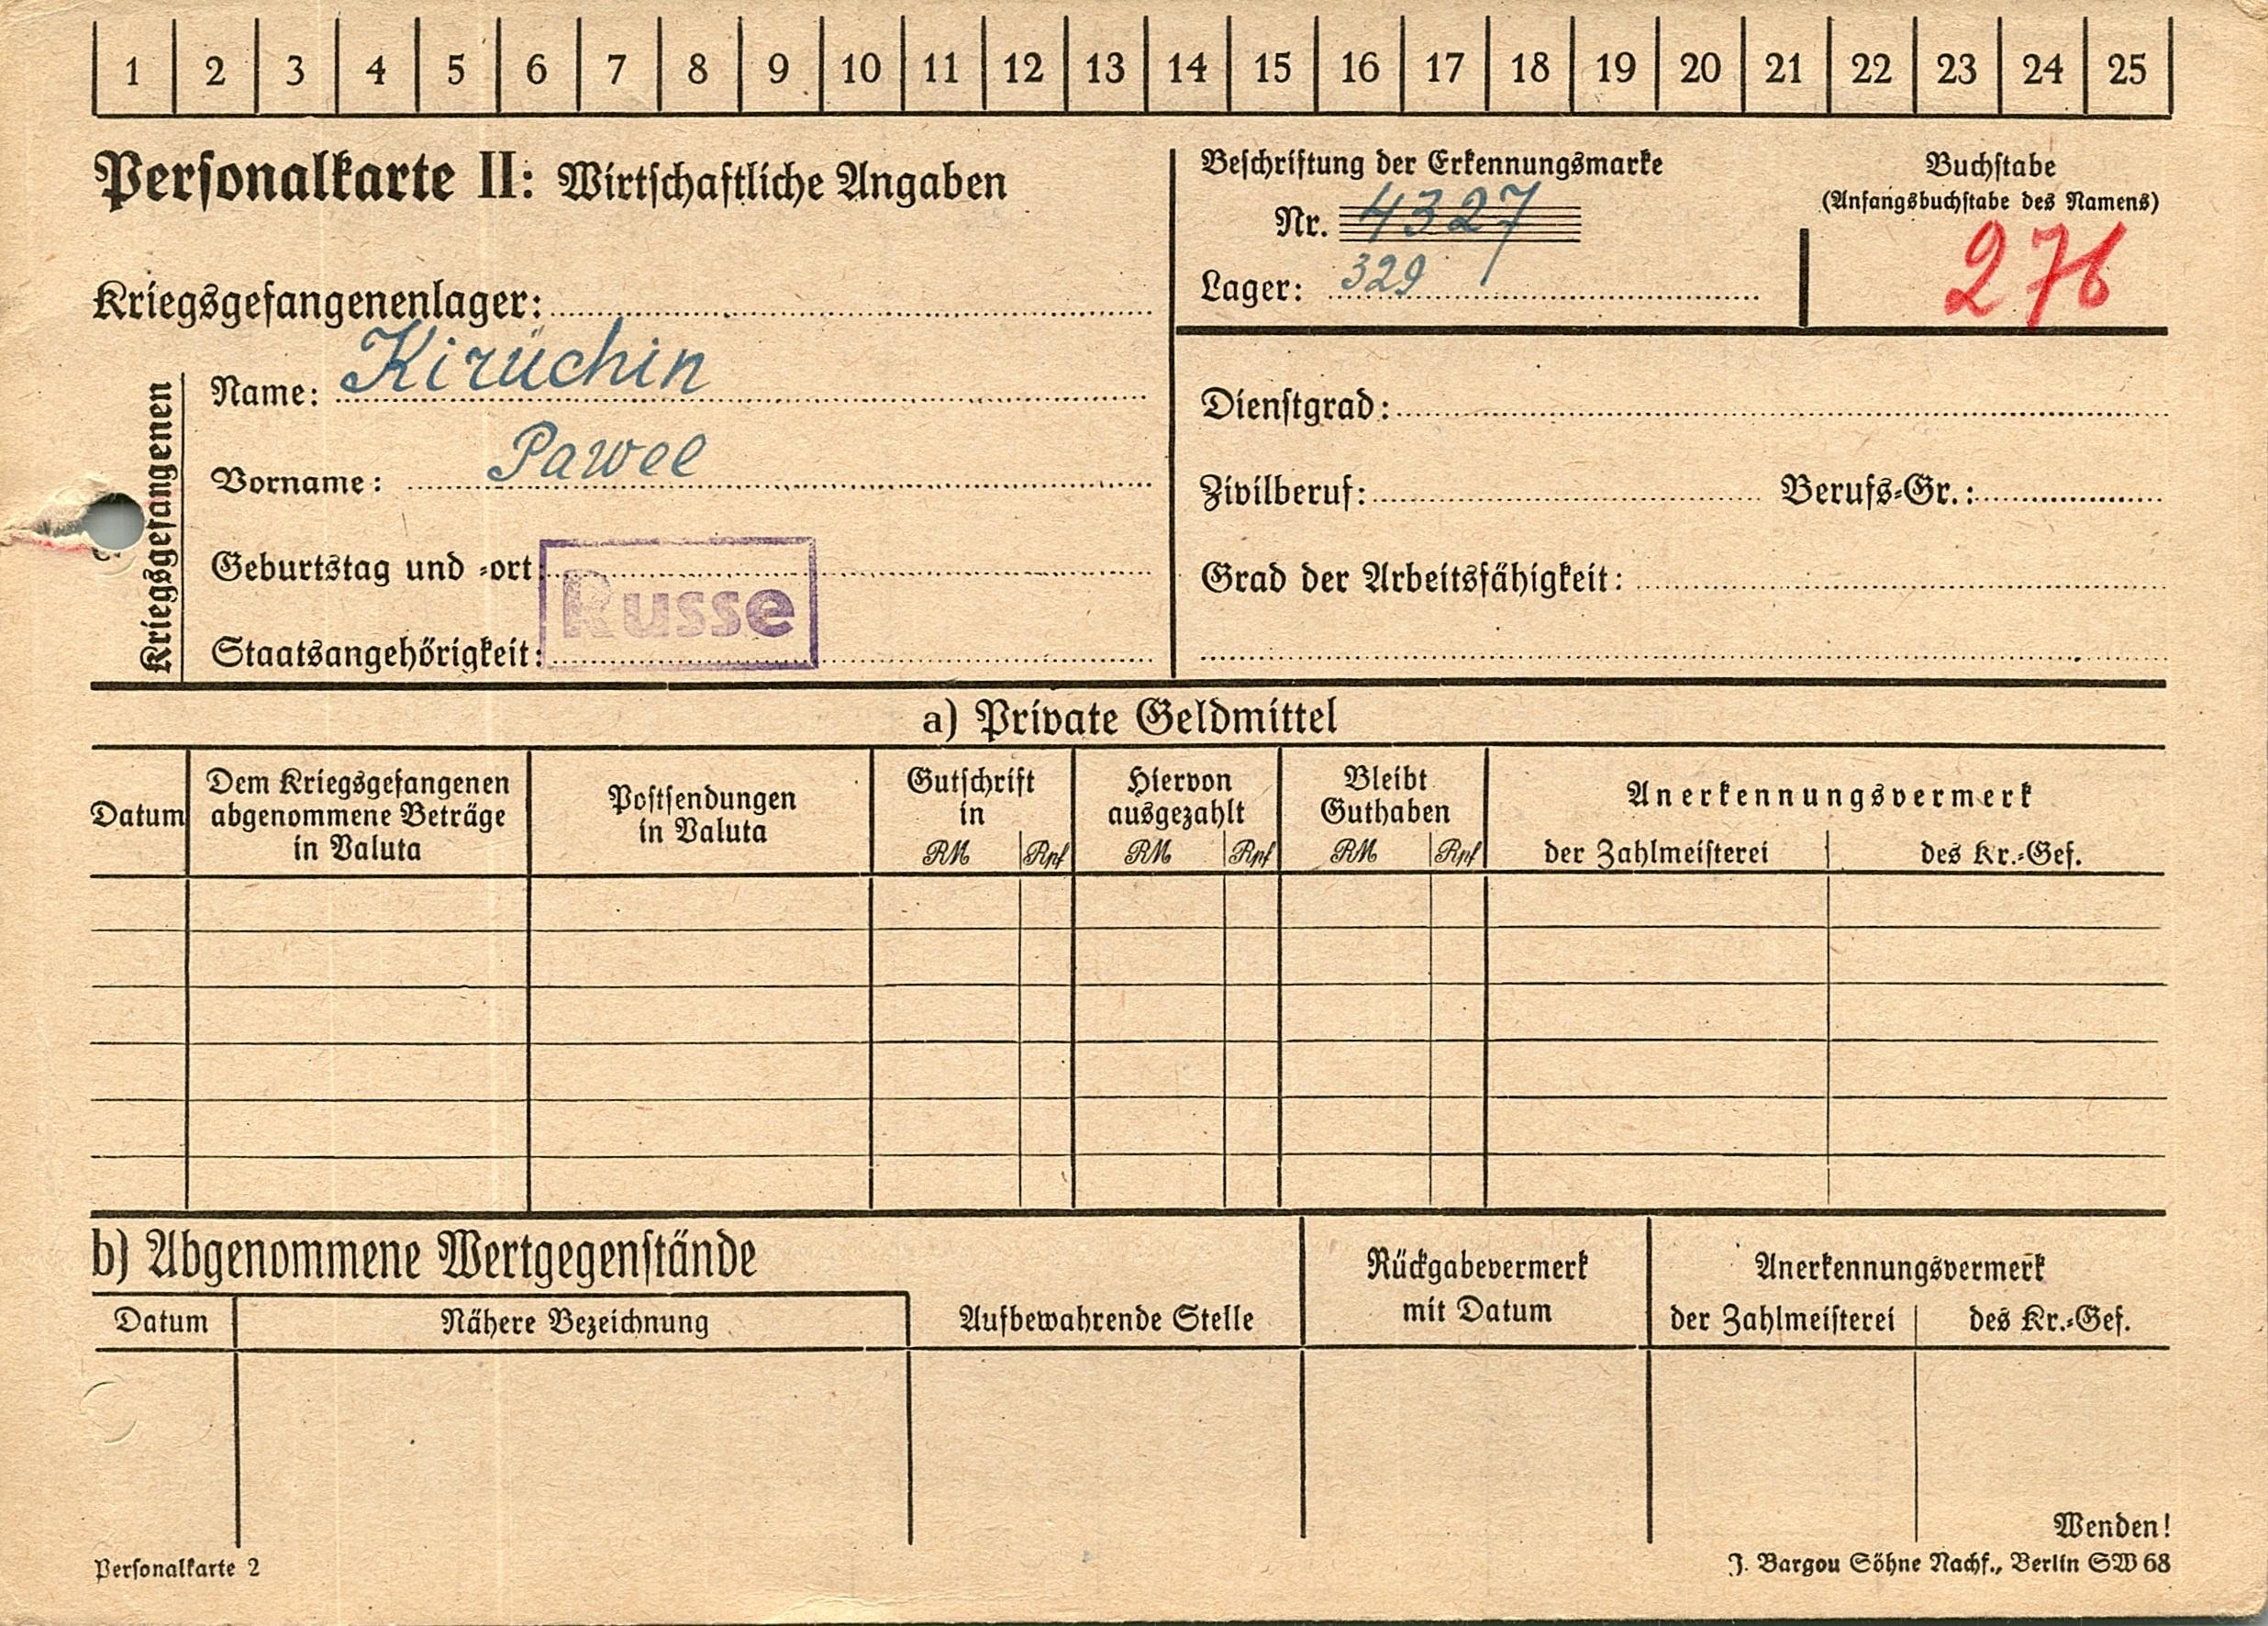 1 2 3 4 5 6 7 8 9 10 11 12 13 14 15 16 17 18 19 20 21 22 23 24 25
Personalkarte II: Wirtschaftliche Angaben
Beschriftung der Erkennungsmarke
Nr. 4327
Lager: 329
Buchstabe
(Anfangsbuchstabe des Namens)
276
Kriegsgefangenenlager:
Kriegsgefangenen
Name: Kirüchin
Vorname: Pawel
Geburtstag und -ort
Staatsangehörigkeit: Russe
Dienstgrad:
Zivilberuf: Berufs-Gr.:
Grad der Arbeitsfähigkeit:
a) Private Geldmittel
Datum
Dem Kriegsgefangenen
abgenommene Beträge
in Valuta
Postsendungen
in Valuta
Gutschrift
in
RM Rpf
Hiervon
ausgezahlt
RM Rpf
Bleibt
Guthaben
RM Rpf
Anerkennungsvermerk
der Zahlmeisterei des Kr.-Gef.
b) Abgenommene Wertgegenstände
Datum
Nähere Bezeichnung
Aufbewahrende Stelle
Rückgabevermerk
mit Datum
Anerkennungsvermerk
der Zahlmeisterei des Kr.-Gef.
Wenden!
Personalkarte 2
J. Bargou Söhne Nachf., Berlin SW 68